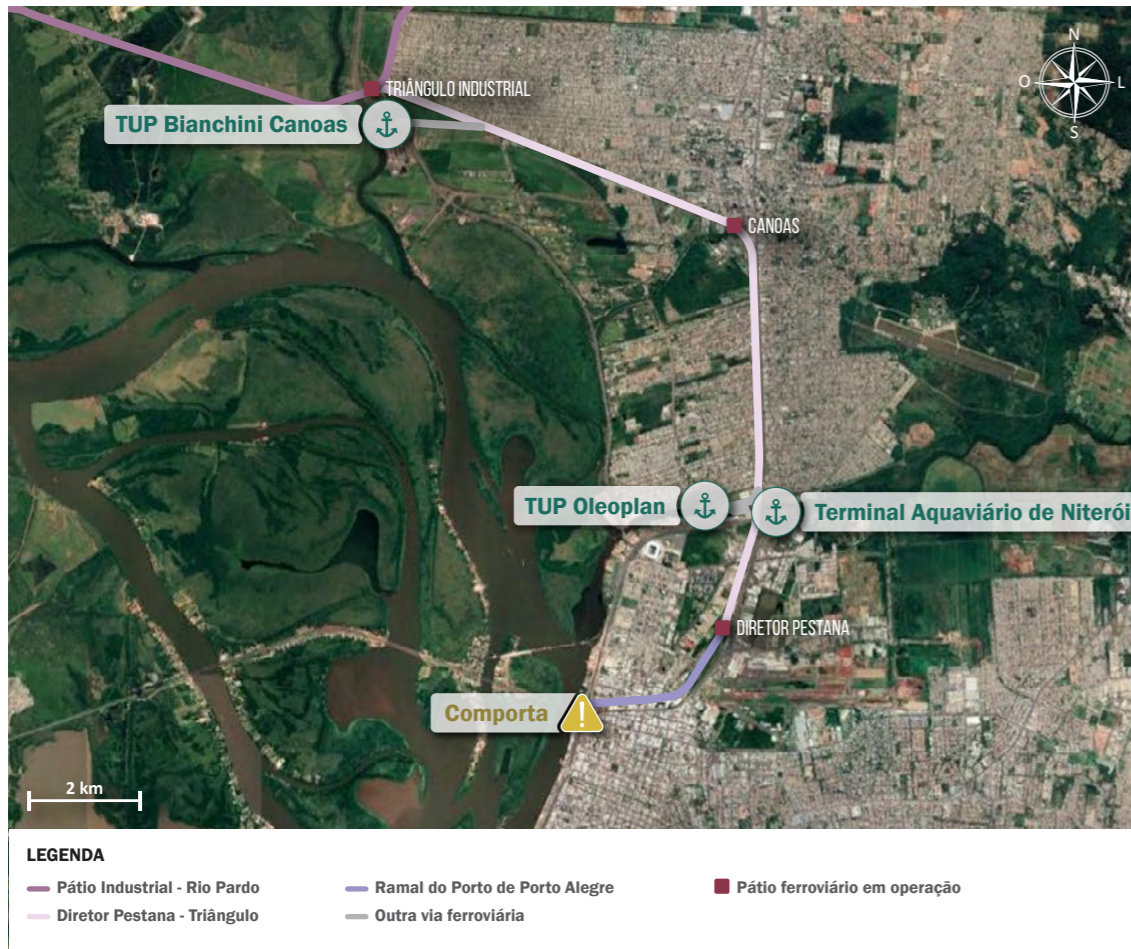 N
O
L
S
TRIÂNGULO INDUSTRIAL
TUP Bianchini Canoas
CANOAS
TUP Oleoplan
Terminal Aquaviário de Niterói
DIRETOR PESTANA
Comporta
2 km
LEGENDA
Pátio Industrial - Rio Pardo
Ramal do Porto de Porto Alegre
Pátio ferroviário em operação
Diretor Pestana - Triângulo
Outra via ferroviária